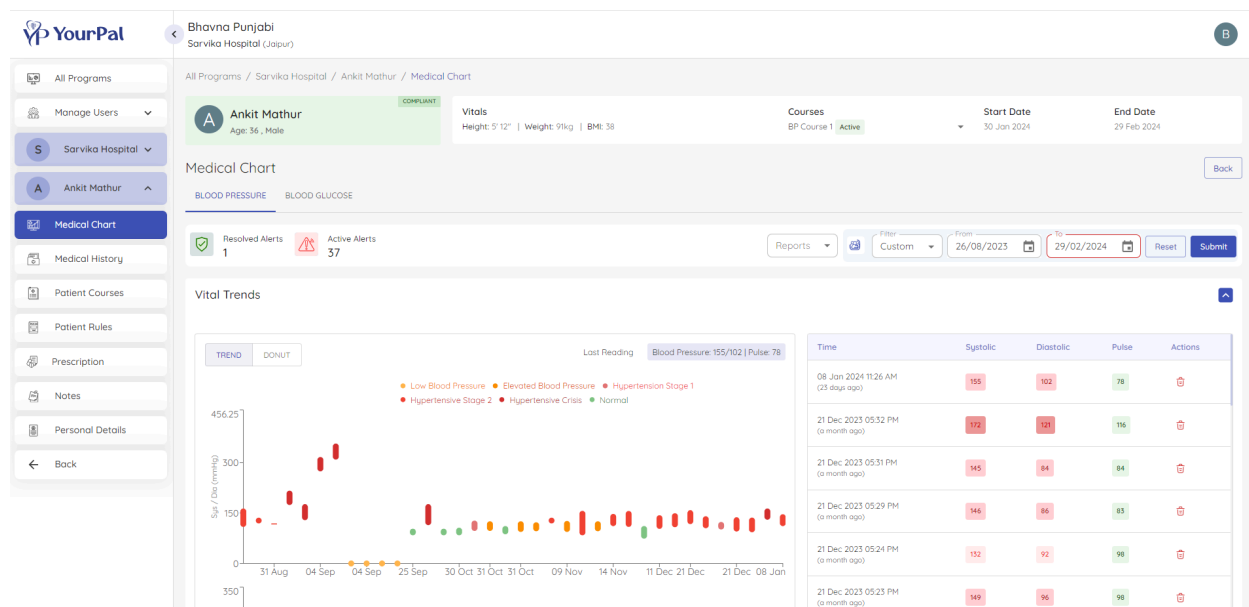 YourPal
Bhavna Punjabi
Sarvika Hospital (Jaipur)
B
All Programs
Manage Users
S Sarvika Hospital
A Ankit Mathur
Medical Chart
Medical History
Patient Courses
Patient Rules
Prescription
Notes
Personal Details
Back
All Programs / Sarvika Hospital / Ankit Mathur / Medical Chart
COMPLIANT
A
Ankit Mathur
Age: 36 , Male
Vitals
Height: 5' 12" | Weight: 91kg | BMI: 38
Courses
BP Course 1 Active
Start Date
30 Jan 2024
End Date
29 Feb 2024
Medical Chart
Back
BLOOD PRESSURE BLOOD GLUCOSE
Resolved Alerts
1
Active Alerts
37
Reports
Filter
Custom
From
26/08/2023
To
29/02/2024
Reset
Submit
Vital Trends
TREND DONUT
Last Reading Blood Pressure: 155/102 | Pulse: 78
Low Blood Pressure Elevated Blood Pressure Hypertension Stage 1
Hypertensive Stage 2 Hypertensive Crisis Normal
456.25
300
150
0
Sys / Dia (mmHg)
31 Aug 04 Sep 04 Sep 25 Sep 30 Oct 31 Oct 31 Oct 09 Nov 14 Nov 11 Dec 21 Dec 21 Dec 08 Jan
350
Time Systolic Diastolic Pulse Actions
08 Jan 2024 11:26 AM
(23 days ago)
155 102 78
21 Dec 2023 05:32 PM
(a month ago)
172 121 116
21 Dec 2023 05:31 PM
(a month ago)
145 84 84
21 Dec 2023 05:29 PM
(a month ago)
146 86 83
21 Dec 2023 05:24 PM
(a month ago)
132 92 98
21 Dec 2023 05:23 PM
(a month ago)
149 96 98